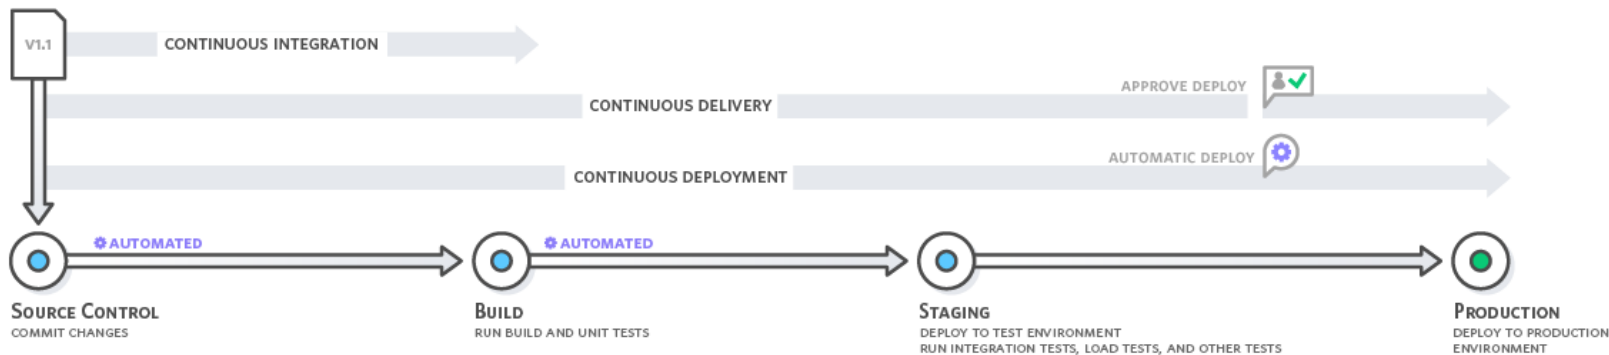 V1.1
CONTINUOUS INTEGRATION
APPROVE DEPLOY
CONTINUOUS DELIVERY
AUTOMATIC DEPLOY
CONTINUOUS DEPLOYMENT
AUTOMATED
AUTOMATED
SOURCE CONTROL
COMMIT CHANGES
BUILD
RUN BUILD AND UNIT TESTS
STAGING
DEPLOY TO TEST ENVIRONMENT
RUN INTEGRATION TESTS, LOAD TESTS, AND OTHER TESTS
PRODUCTION
DEPLOY TO PRODUCTION
ENVIRONMENT